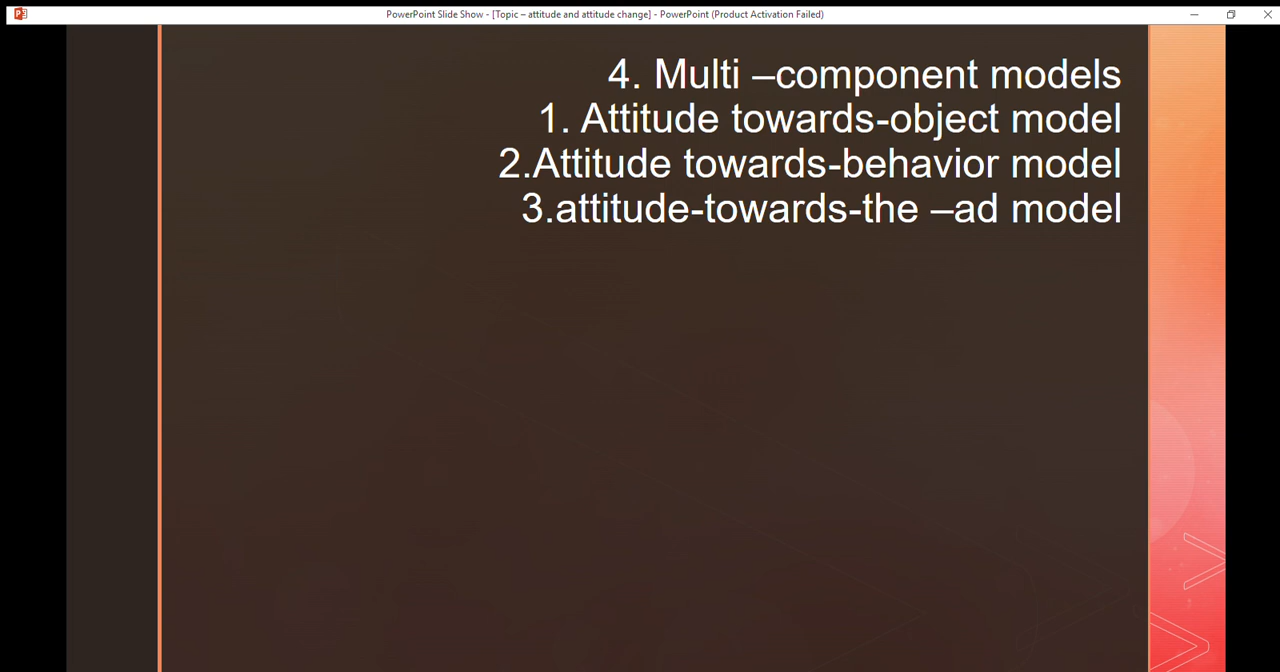 PowerPoint Slide Show - [Topic – attitude and attitude change] - PowerPoint (Product Activation Failed)
4. Multi –component models
1. Attitude towards-object model
2.Attitude towards-behavior model
3.attitude-towards-the –ad model